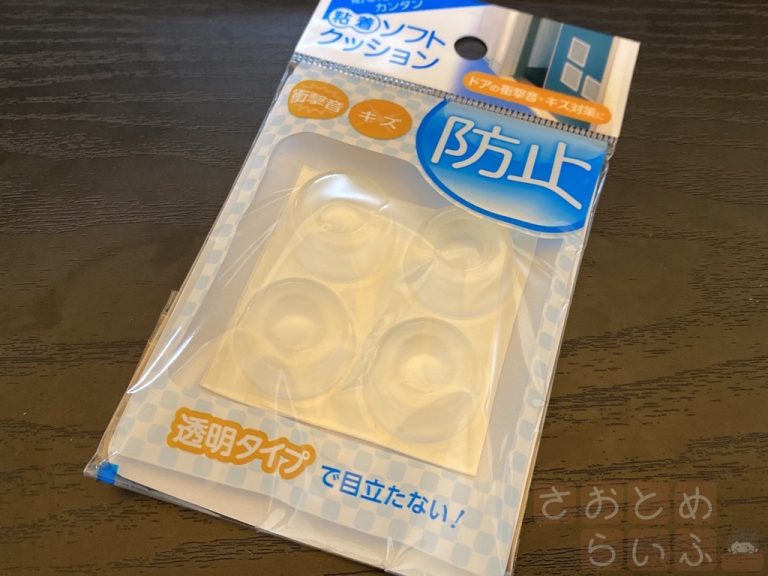 カンタン
粘着ソフト
クッション
ドアの衝撃音・キズ対策に
衝撃音
キズ
防止
透明タイプ
で目立たない!
さおとめ
らいふ